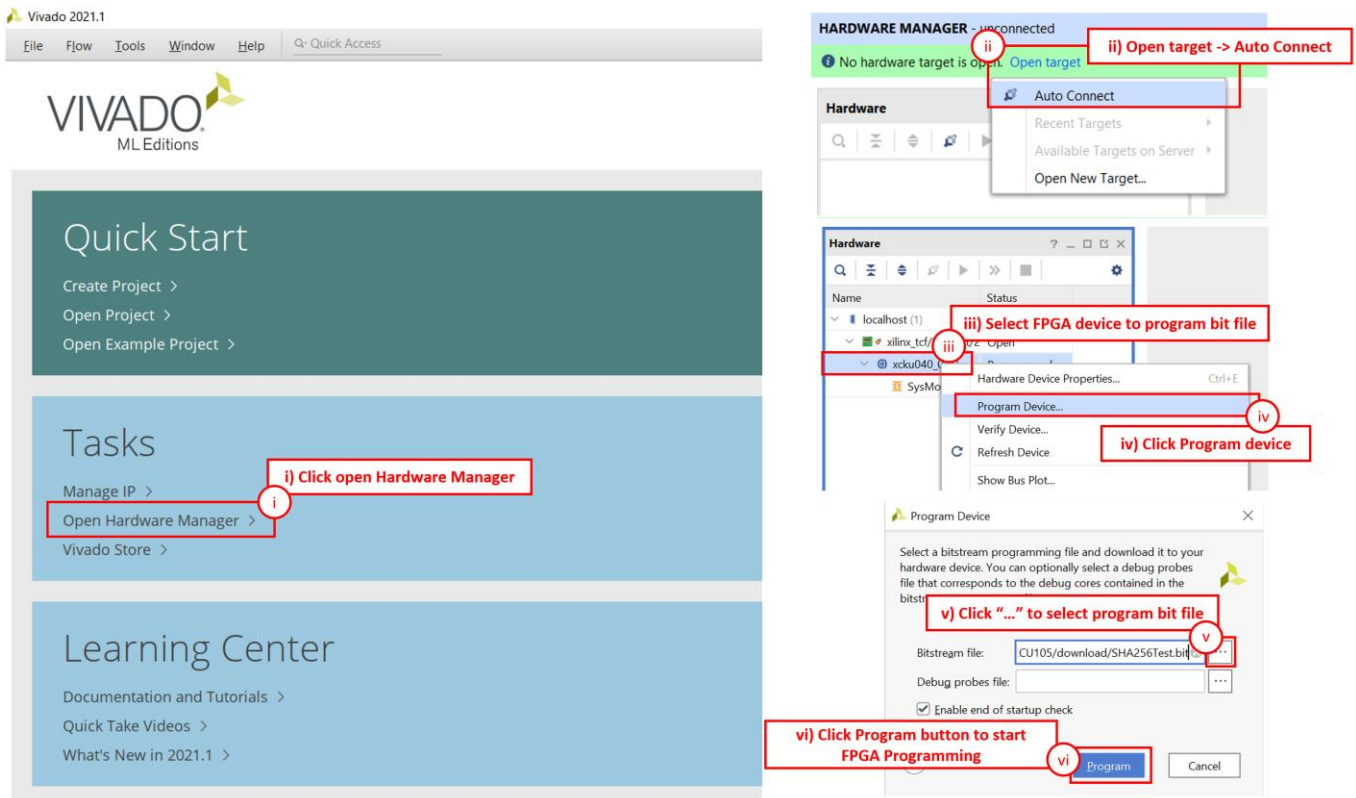 Vivado 2021.1
File Flow Tools Window Help Quick Access
VIVADO.
ML Editions
Quick Start
Create Project >
Open Project >
Open Example Project >
Tasks
i) Click open Hardware Manager
Manage IP >
i
Open Hardware Manager >
Vivado Store >
Learning Center
Documentation and Tutorials >
Quick Take Videos >
What's New in 2021.1 >
HARDWARE MANAGER - unconnected
ii
ii) Open target -> Auto Connect
No hardware target is open. Open target
Auto Connect
Hardware
Recent Targets
Available Targets on Server
Open New Target...
Hardware
Name Status
localhost (1)
iii) Select FPGA device to program bit file
xilinx_tcf/ Open
iii
xcku040_
Hardware Device Properties... Ctrl+E
SysMo
Program Device...
iv
Verify Device...
iv) Click Program device
Refresh Device
Show Bus Plot...
Program Device
Select a bitstream programming file and download it to your
hardware device. You can optionally select a debug probes
file that corresponds to the debug cores contained in the
v) Click “...” to select program bit file
v
Bitstream file: CU105/download/SHA256Test.bit ...
Debug probes file: ...
Enable end of startup check
vi) Click Program button to start
FPGA Programming
vi
Program Cancel